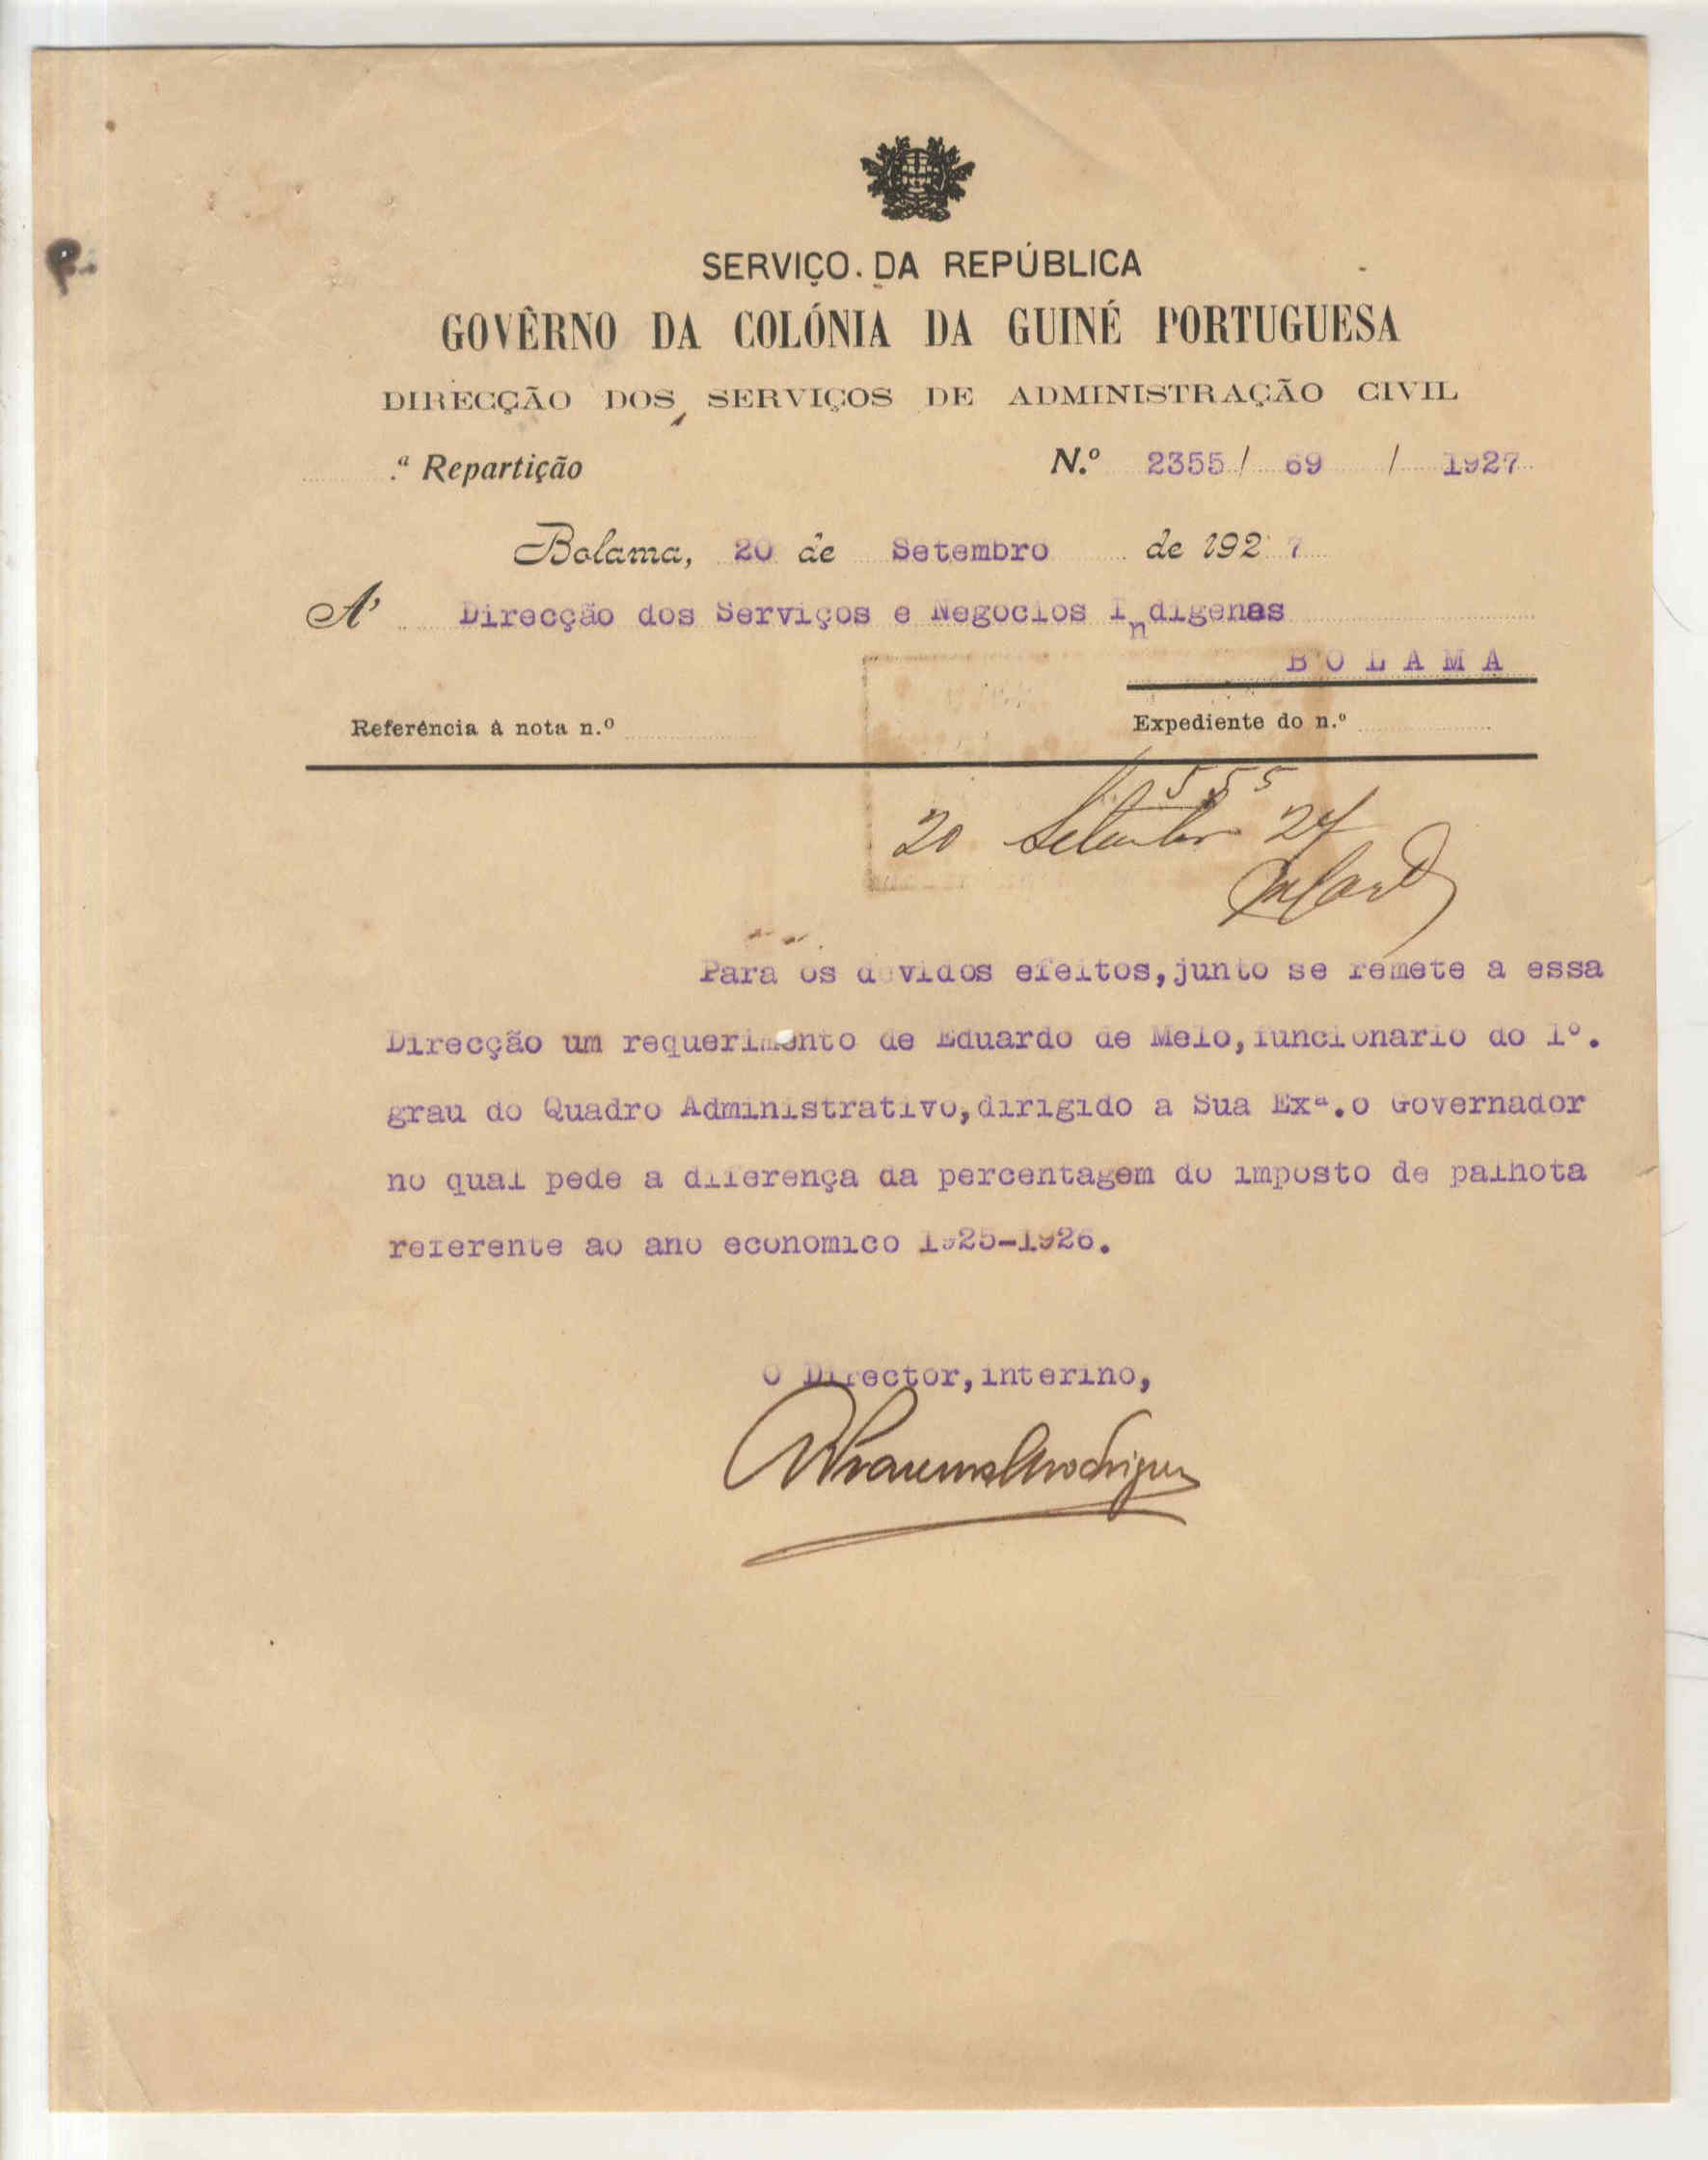 SERVIÇO DA REPÚBLICA
GOVÊRNO DA COLÓNIA DA GUINÉ PORTUGUESA
DIRECÇÃO DOS SERVIÇOS DE ADMINISTRAÇÃO CIVIL
.ª Repartição N.º 2355/ 69 / 1927
Bolama, 20 de Setembro de 1927
A' Direcção dos Serviços e Negocios Indigenas
BOLAMA
Referência à nota n.º Expediente do n.º
555
20 Setembro 27
Para os devidos efeitos, junto se remete a essa
Direcção um requerimento de Eduardo de Melo, funcionario do 1º.
grau do Quadro Administrativo, dirigido a Sua Exª. o Governador
no qual pede a diferença da percentagem do imposto de palhota
referente ao ano economico 1925-1926.
O Director, interino,